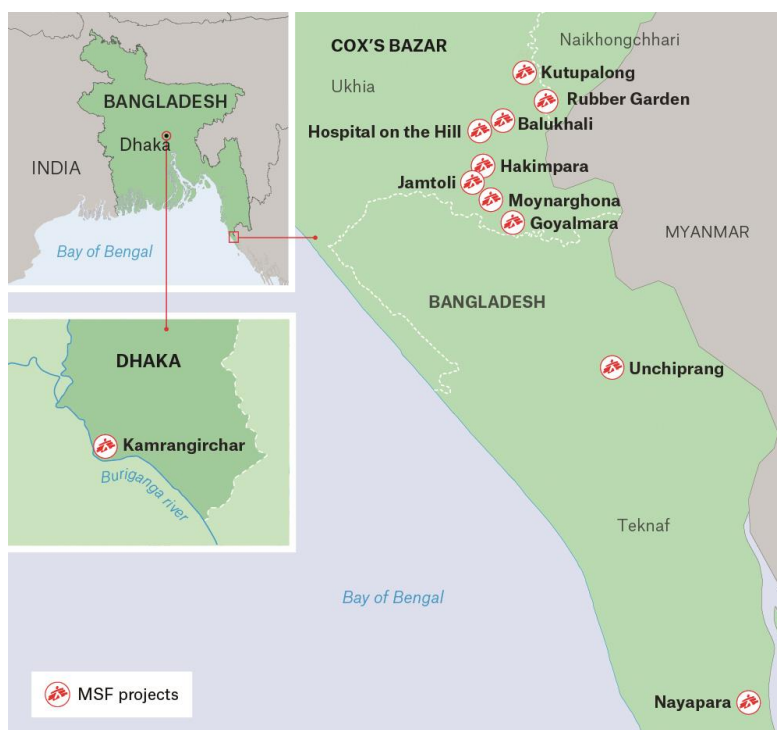 BANGLADESH
Dhaka
INDIA
Bay of Bengal
COX'S BAZAR
Naikhongchhari
Ukhia
Kutupalong
Rubber Garden
Balukhali
Hospital on the Hill
Hakimpara
Jamtoli
Moynarghona
Goyalmara
MYANMAR
BANGLADESH
Unchiprang
Teknaf
Bay of Bengal
Nayapara
DHAKA
Kamrangirchar
Buriganga river
MSF projects